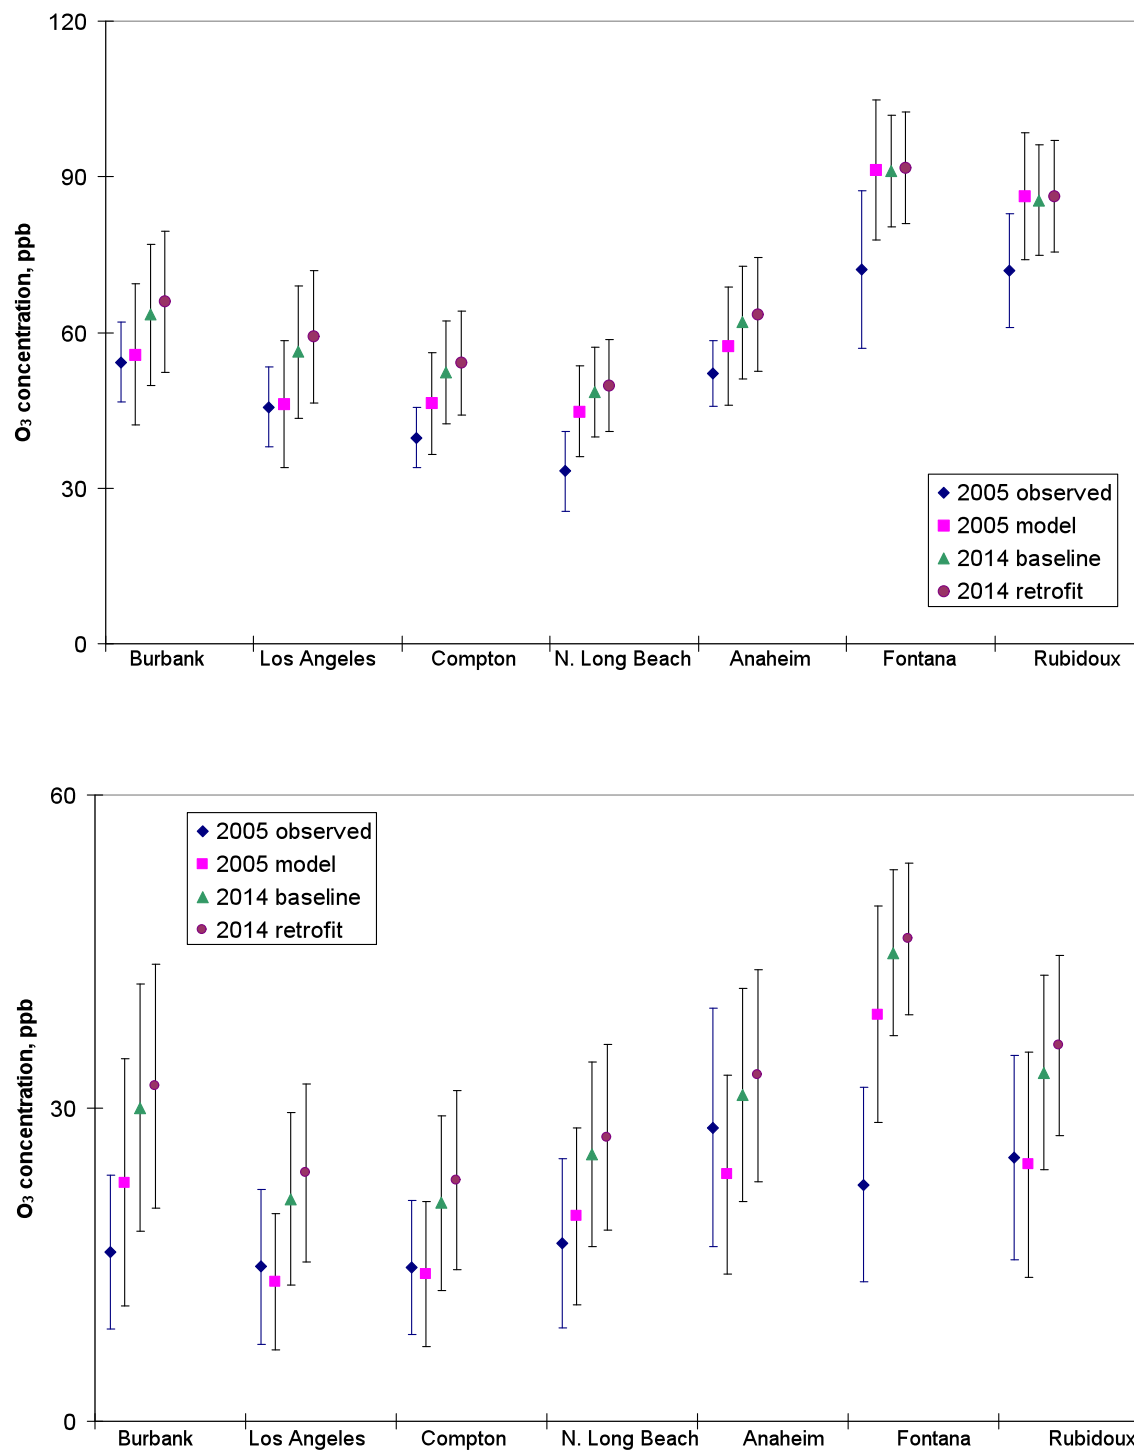 120
90
60
30
0
O₃ concentration, ppb
2005 observed
2005 model
2014 baseline
2014 retrofit
Burbank Los Angeles Compton N. Long Beach Anaheim Fontana Rubidoux
60
30
0
O₃ concentration, ppb
2005 observed
2005 model
2014 baseline
2014 retrofit
Burbank Los Angeles Compton N. Long Beach Anaheim Fontana Rubidoux